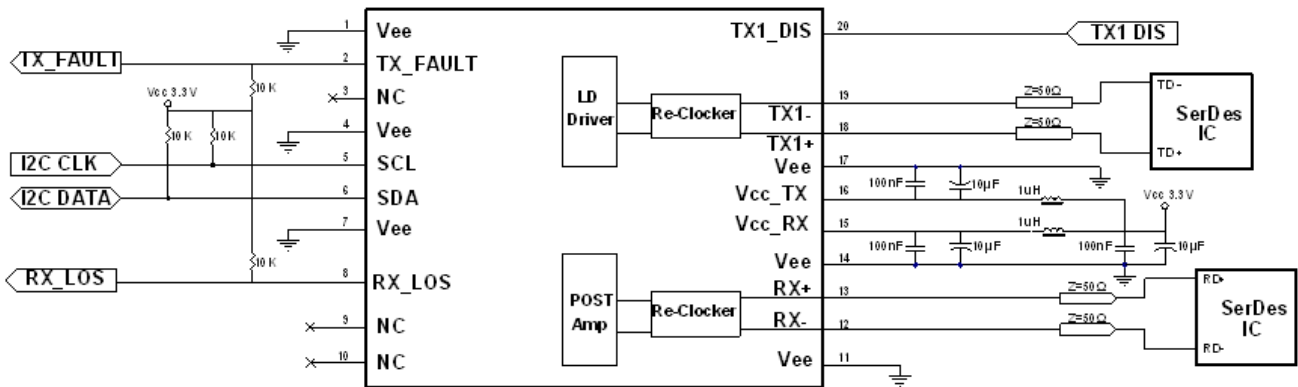 1
Vee
TX1_DIS
20
TX1 DIS
TX_FAULT
2
TX_FAULT
10 K
Vcc 3.3V
3
NC
LD
Driver
Re-Clocker
19
TX1-
Z=50Ω
TD-
SerDes
IC
10 K
10 K
4
Vee
18
TX1+
Z=50Ω
TD+
I2C CLK
5
SCL
Vee
17
100nF
10µF
I2C DATA
6
SDA
Vcc_TX
16
1uH
Vcc 3.3V
7
Vee
Vcc_RX
15
1uH
100nF
10µF
100nF
10µF
10 K
Vee
14
RX_LOS
8
RX_LOS
POST
Amp
Re-Clocker
RX+
13
Z=50Ω
RD+
SerDes
IC
9
NC
RX-
12
Z=50Ω
RD-
10
NC
Vee
11